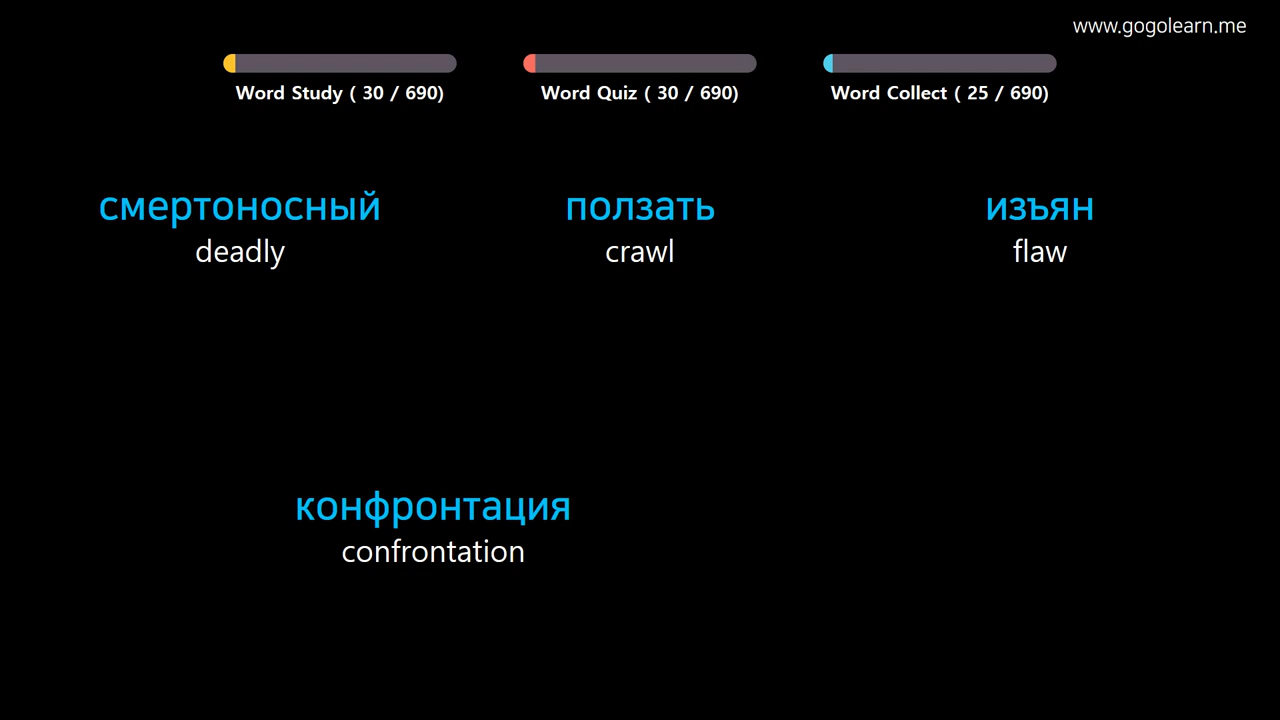 www.gogolearn.me
Word Study ( 30 / 690)
Word Quiz ( 30 / 690)
Word Collect ( 25 / 690)
смертоносный
deadly
ползать
crawl
изъян
flaw
конфронтация
confrontation